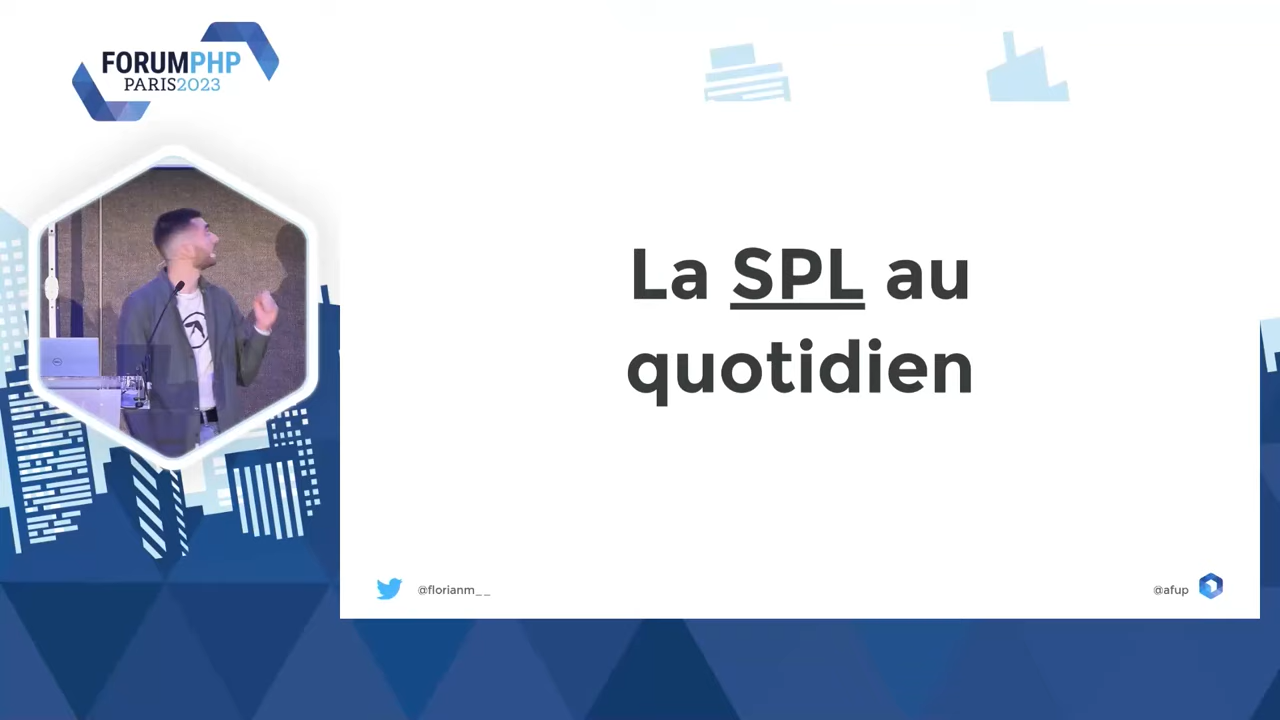 FORUMPHP
PARIS2023
La SPL au
quotidien
@florianm__
@afup